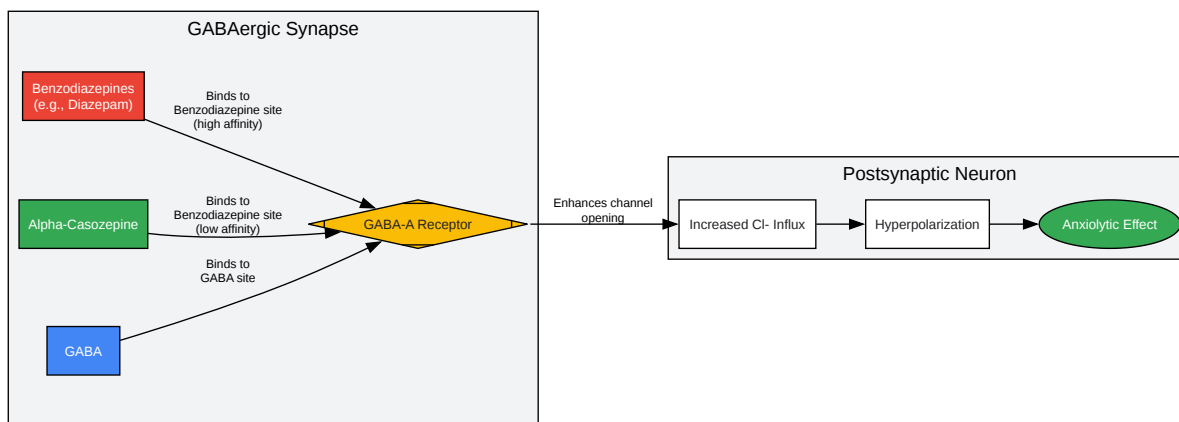 GABAergic Synapse
Benzodiazepines
(e.g., Diazepam)
Binds to
Benzodiazepine site
(high affinity)
Alpha-Casozepine
Binds to
Benzodiazepine site
(low affinity)
GABA-A Receptor
Binds to
GABA site
GABA
Enhances channel
opening
Postsynaptic Neuron
Increased Cl- Influx
Hyperpolarization
Anxiolytic Effect